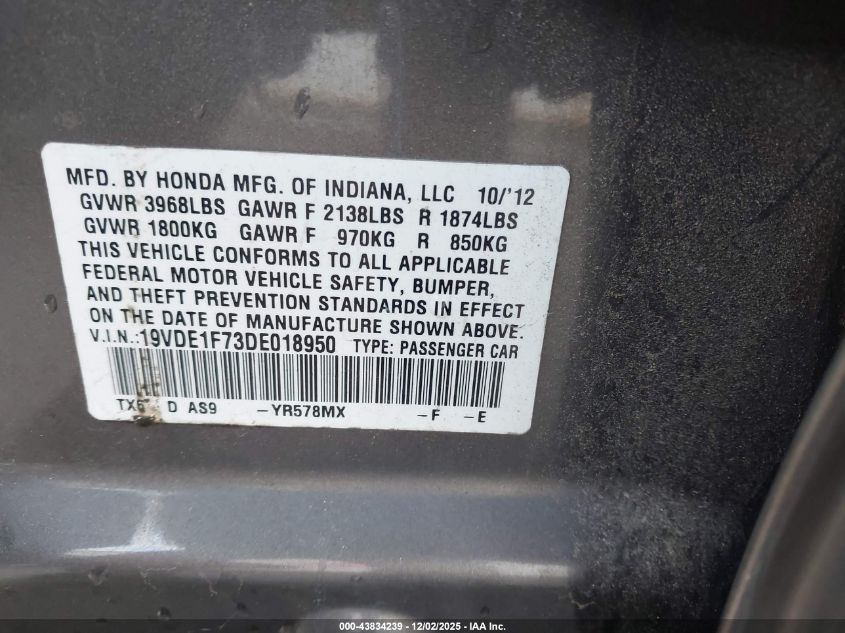 MFD. BY HONDA MFG. OF INDIANA, LLC 10/'12
GVWR 3968LBS GAWR F 2138LBS R 1874LBS
GVWR 1800KG GAWR F 970KG R 850KG
THIS VEHICLE CONFORMS TO ALL APPLICABLE
FEDERAL MOTOR VEHICLE SAFETY, BUMPER,
AND THEFT PREVENTION STANDARDS IN EFFECT
ON THE DATE OF MANUFACTURE SHOWN ABOVE.
V.I.N.:19VDE1F73DE018950 TYPE: PASSENGER CAR
D AS9 -YR578MX -F -E
000-43834239 - 12/02/2025 - IAA Inc.